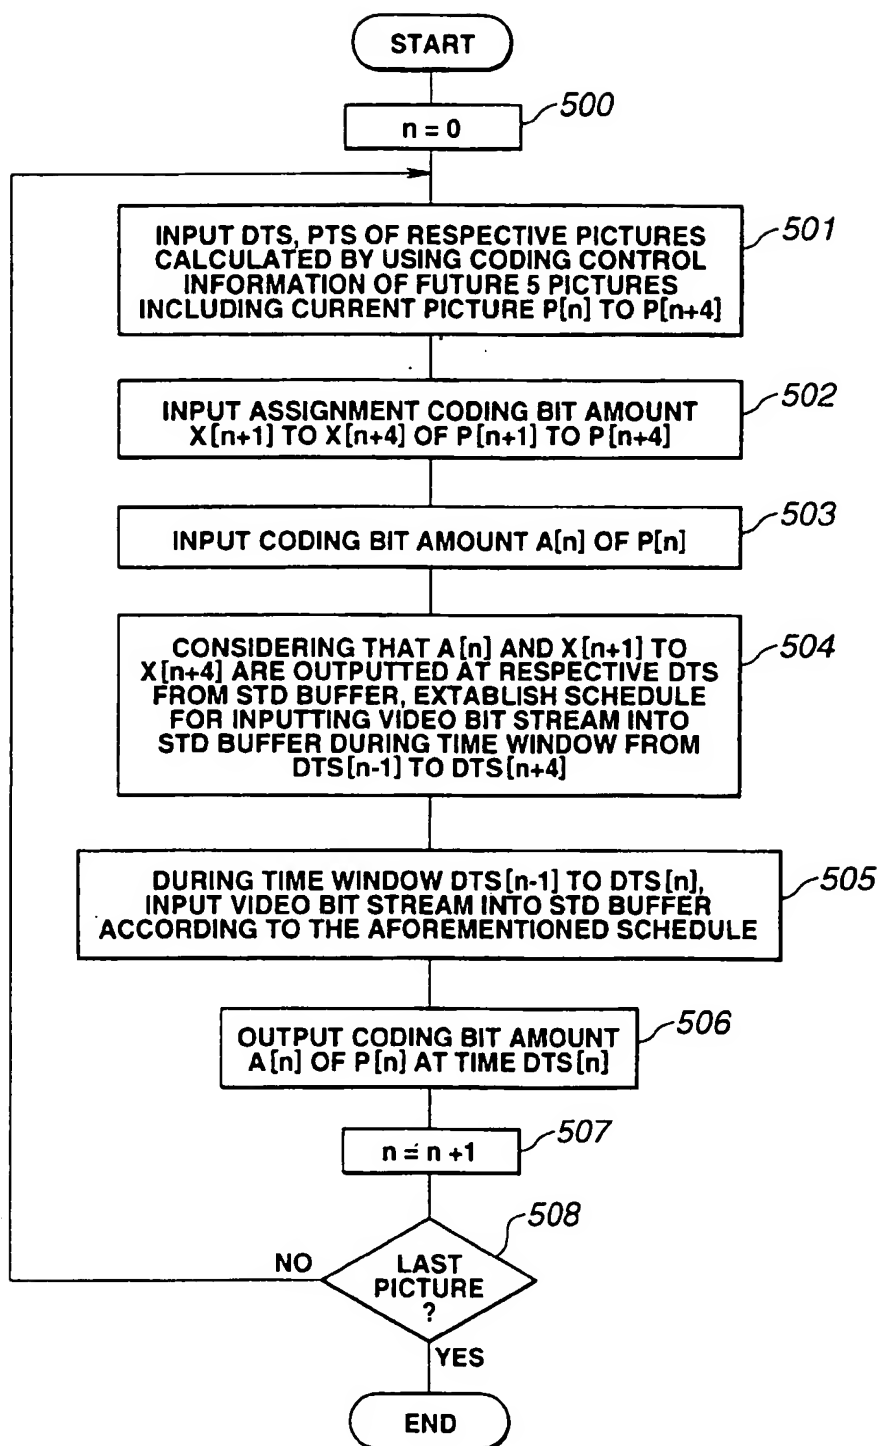 START
500
n = 0
501
INPUT DTS, PTS OF RESPECTIVE PICTURES
CALCULATED BY USING CODING CONTROL
INFORMATION OF FUTURE 5 PICTURES
INCLUDING CURRENT PICTURE P[n] TO P[n+4]
502
INPUT ASSIGNMENT CODING BIT AMOUNT
X[n+1] TO X[n+4] OF P[n+1] TO P[n+4]
503
INPUT CODING BIT AMOUNT A[n] OF P[n]
504
CONSIDERING THAT A[n] AND X[n+1] TO
X[n+4] ARE OUTPUTTED AT RESPECTIVE DTS
FROM STD BUFFER, EXTABLISH SCHEDULE
FOR INPUTTING VIDEO BIT STREAM INTO
STD BUFFER DURING TIME WINDOW FROM
DTS[n-1] TO DTS[n+4]
505
DURING TIME WINDOW DTS[n-1] TO DTS[n],
INPUT VIDEO BIT STREAM INTO STD BUFFER
ACCORDING TO THE AFOREMENTIONED SCHEDULE
506
OUTPUT CODING BIT AMOUNT
A[n] OF P[n] AT TIME DTS[n]
507
n = n +1
508
NO
LAST
PICTURE
?
YES
END